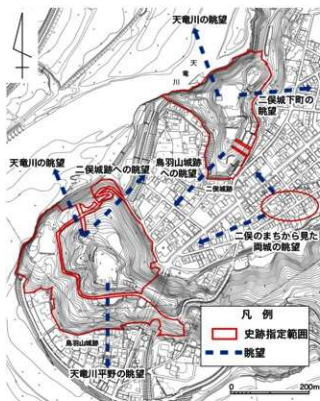 天竜川の眺望
天竜川
二俣城下町の
眺望
天竜川の眺望
二俣城跡への眺望
鳥羽山城跡
への眺望
二俣城跡
二俣のまちから見た
両城の眺望
鳥羽山城跡
天竜川平野の眺望
凡 例
史跡指定範囲
眺望
0
200m